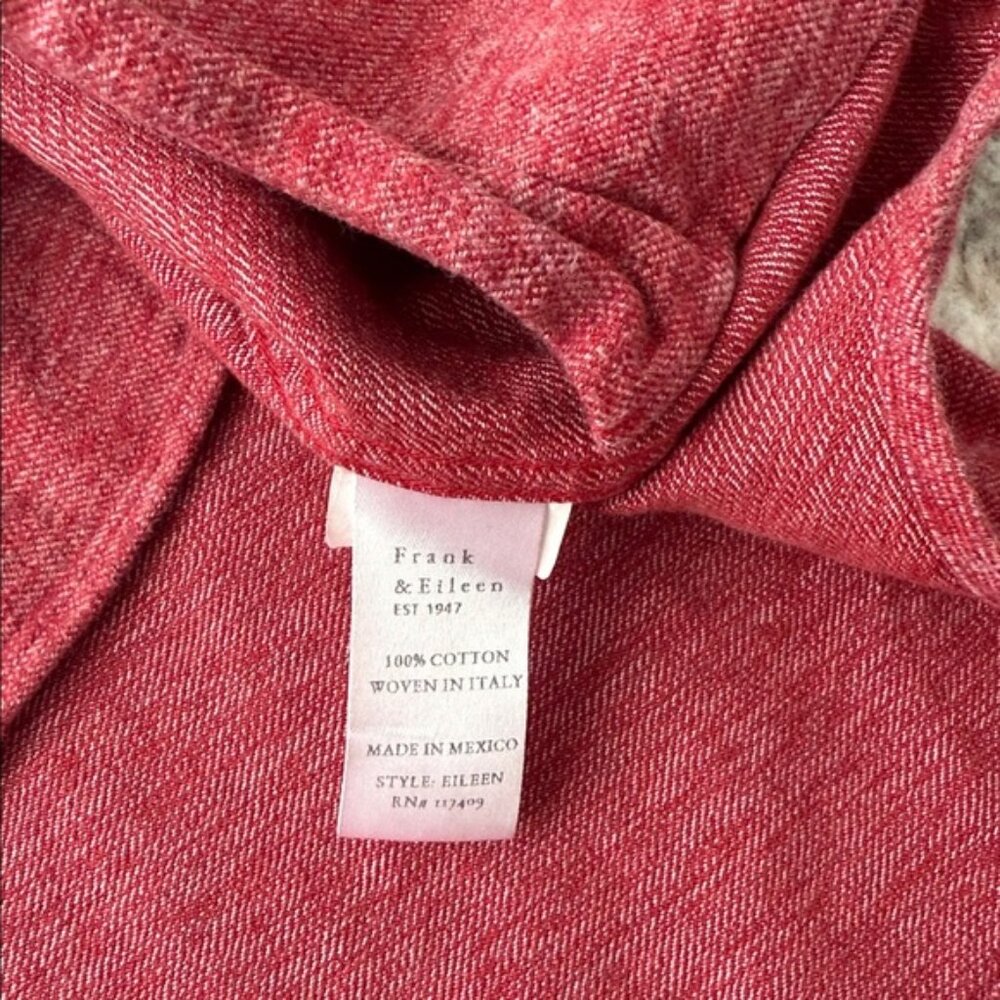 Frank
& Eileen
EST 1947
100% COTTON
WOVEN IN ITALY
MADE IN MEXICO
STYLE: EILEEN
RN# 117409